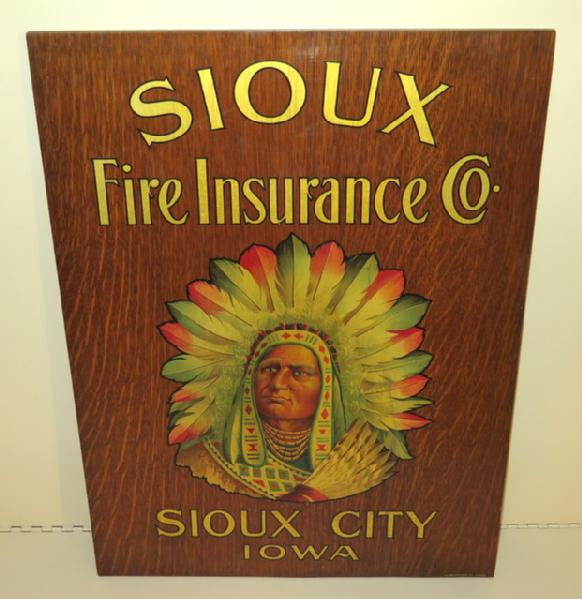 SIOUX
Fire Insurance Co.
SIOUX CITY
IOWA